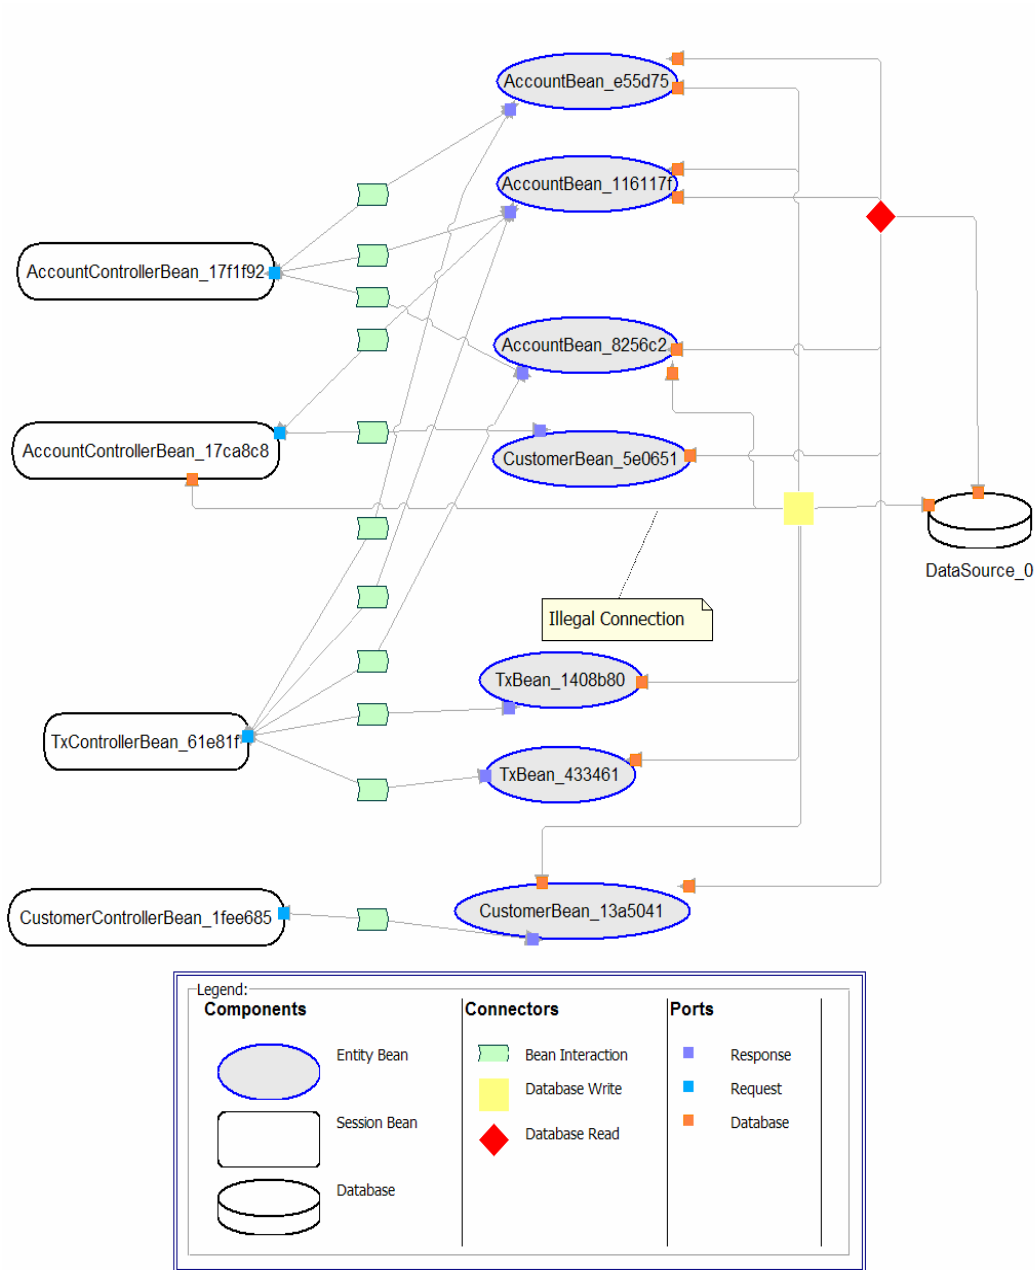 AccountBean_e55d75
AccountBean_116117f
AccountControllerBean_17f1f92
AccountBean_8256c2
AccountControllerBean_17ca8c8
CustomerBean_5e0651
DataSource_0
Illegal Connection
TxBean_1408b80
TxControllerBean_61e81f
TxBean_433461
CustomerControllerBean_1fee685
CustomerBean_13a5041
Legend:
Components
Connectors
Ports
Entity Bean
Bean Interaction
Response
Database Write
Request
Session Bean
Database Read
Database
Database